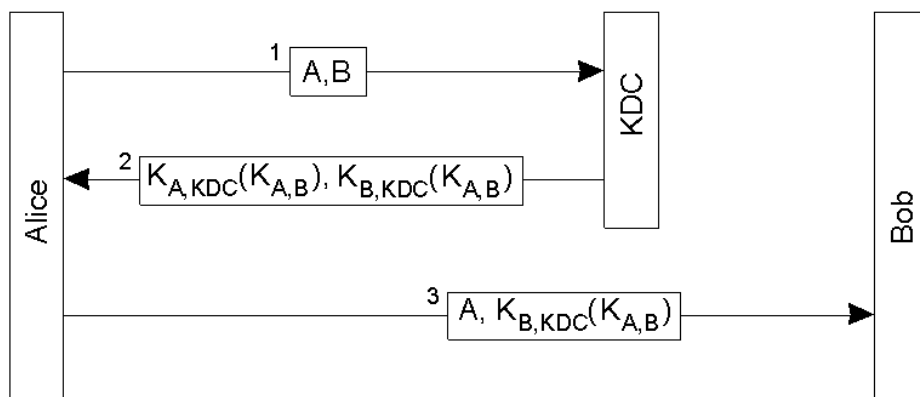 Alice
KDC
Bob
1
A,B
2
K_A,KDC(K_A,B), K_B,KDC(K_A,B)
3
A, K_B,KDC(K_A,B)